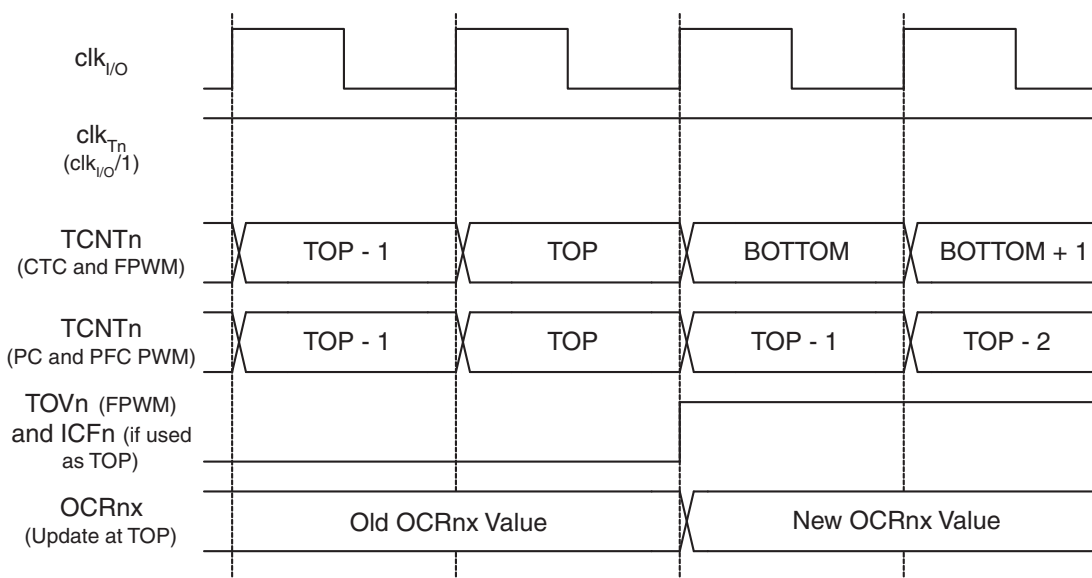 clkI/O
clkTn
(clkI/O/1)
TCNTn
(CTC and FPWM)
TOP - 1
TOP
BOTTOM
BOTTOM + 1
TCNTn
(PC and PFC PWM)
TOP - 1
TOP
TOP - 1
TOP - 2
TOVn (FPWM)
and ICFn (if used
as TOP)
OCRnx
(Update at TOP)
Old OCRnx Value
New OCRnx Value